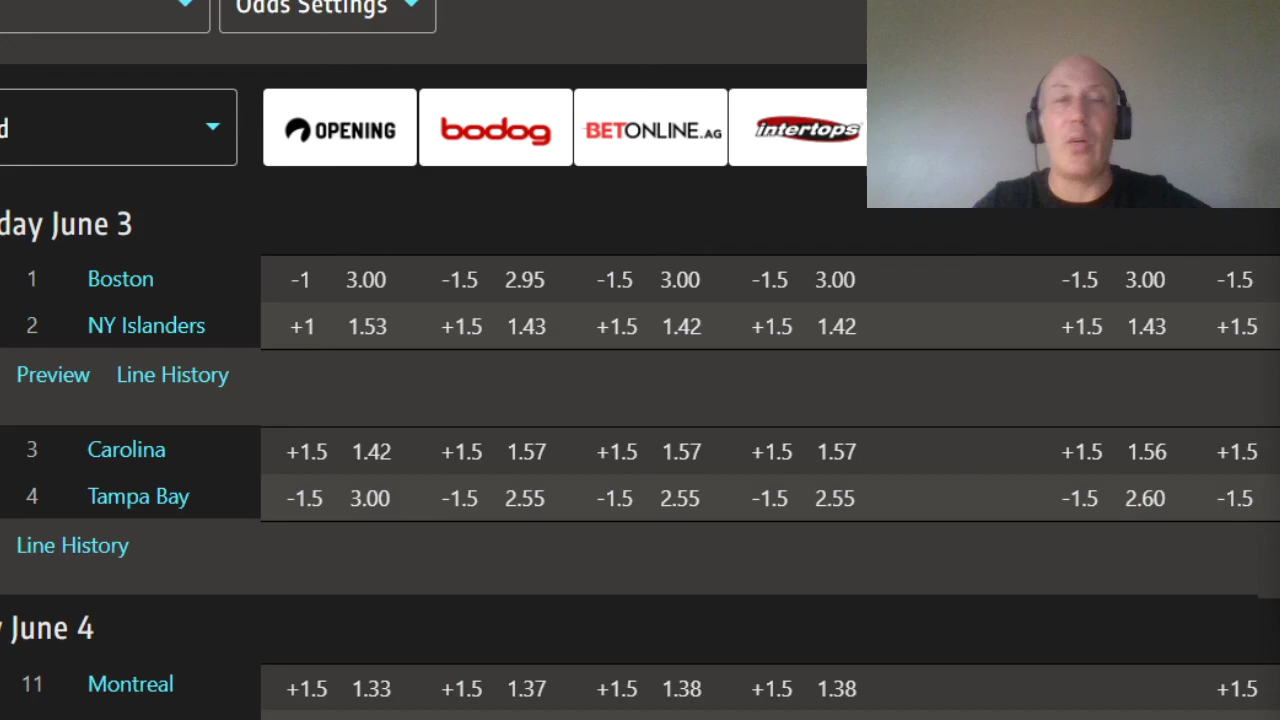 Odds Settings
d
OPENING bodog BETONLINE.AG intertops
day June 3
1 Boston -1 3.00 -1.5 2.95 -1.5 3.00 -1.5 3.00 -1.5 3.00 -1.5
2 NY Islanders +1 1.53 +1.5 1.43 +1.5 1.42 +1.5 1.42 +1.5 1.43 +1.5
Preview Line History
3 Carolina +1.5 1.42 +1.5 1.57 +1.5 1.57 +1.5 1.57 +1.5 1.56 +1.5
4 Tampa Bay -1.5 3.00 -1.5 2.55 -1.5 2.55 -1.5 2.55 -1.5 2.60 -1.5
Line History
y June 4
11 Montreal +1.5 1.33 +1.5 1.37 +1.5 1.38 +1.5 1.38 +1.5